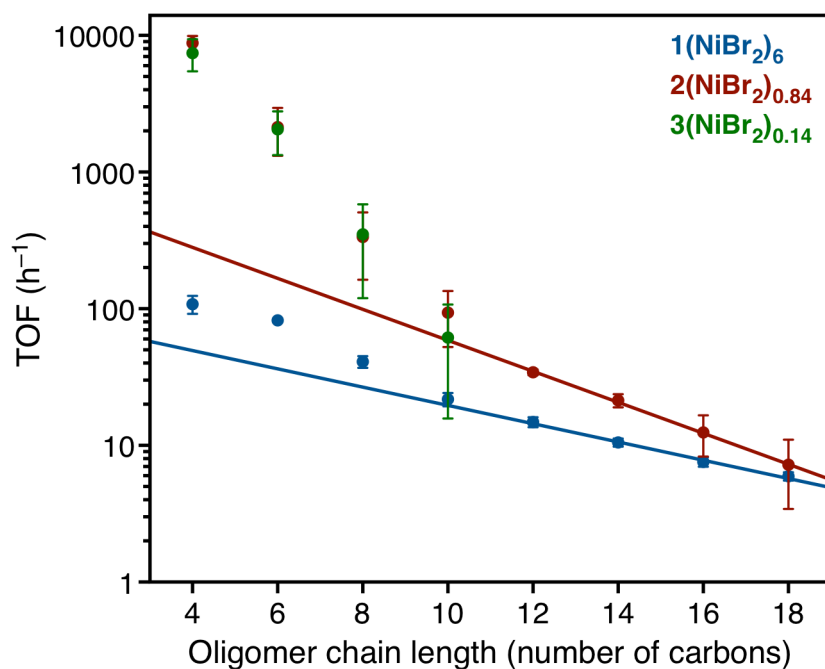 10000
1000
100
10
1
TOF (h⁻¹)
1(NiBr₂)₆
2(NiBr₂)₀.₈₄
3(NiBr₂)₀.₁₄
4 6 8 10 12 14 16 18
Oligomer chain length (number of carbons)